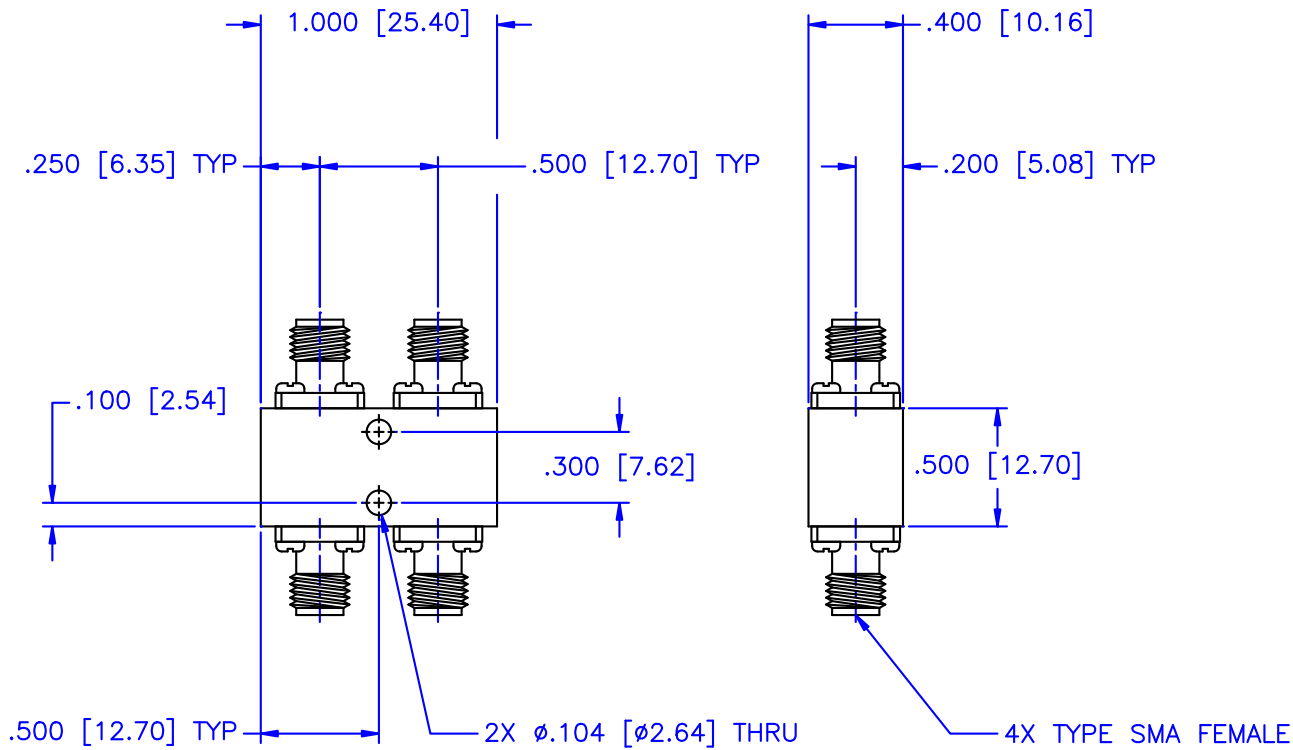 1.000 [25.40]
.400 [10.16]
.250 [6.35] TYP
.500 [12.70] TYP
.200 [5.08] TYP
.100 [2.54]
.300 [7.62]
.500 [12.70]
.500 [12.70] TYP
2X ø.104 [ø2.64] THRU
4X TYPE SMA FEMALE